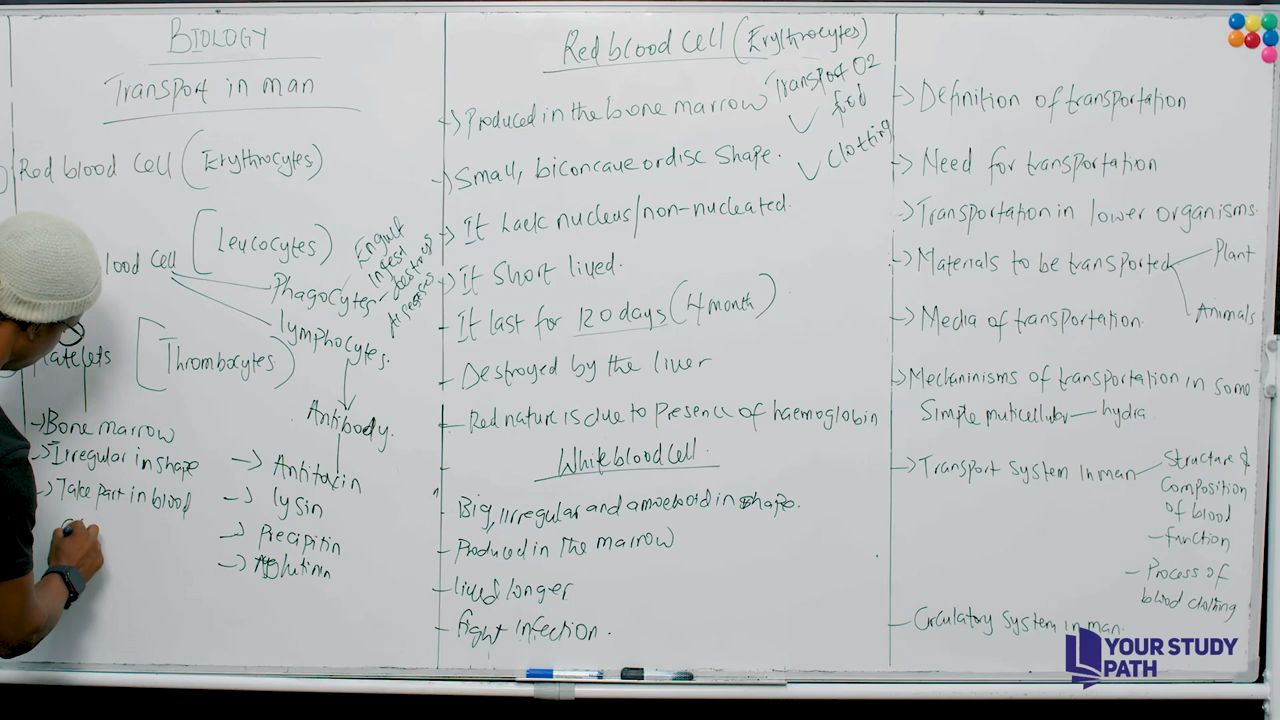 BIOLOGY
Transport in man
Red blood cell (Erythrocytes)
lood cell [Leucocytes)
Phagocytes - Engulf
Ingest
destroy
lymphocytes.
Platelets [Thrombocytes)
Antibody.
-> Bone marrow
-> Irregular in shape
-> Take part in blood
-> Antitoxin
-> lysin
-> Precipitin
Red blood cell (Erythrocytes)
-> Produced in the bone marrow
Transport O2
food
clotting
-> Small, biconcave or disc shape.
-> It Lack nucleus/non-nucleated.
-> It short lived.
- It last for 120 days (4 month)
- Destroyed by the liver
- Red nature is due to Presence of haemoglobin
White blood cell.
- Big, irregular and amoeboid in shape.
- Produced in the marrow
- lived longer
- fight infection.
-> Definition of transportation
-> Need for transportation
-> Transportation in lower organisms.
-> Materials to be transported Plant
Animals
-> Media of transportation.
-> Mechaninisms of transportation in some
Simple muticellular - hydra
-> Transport system in man - Structure &
Composition
of blood
- function
- Process of
blood clotting
- Circulatory system in man.
YOUR STUDY
PATH